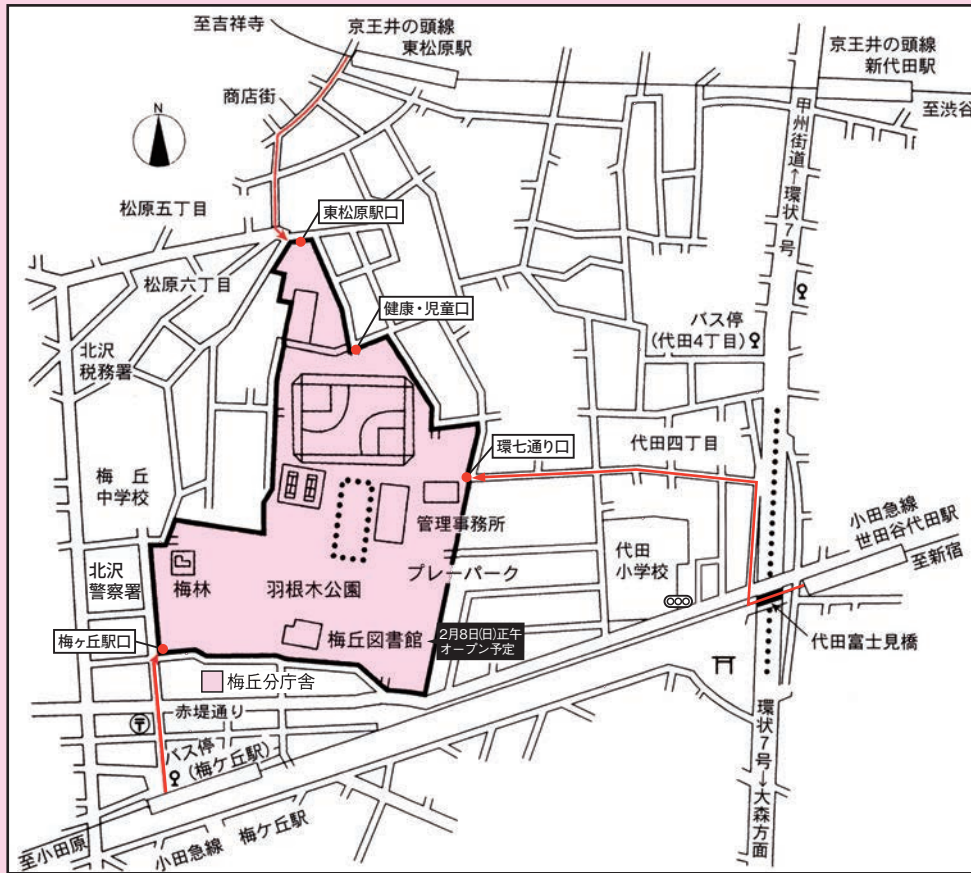 至吉祥寺
京王井の頭線
東松原駅
京王井の頭線
新代田駅
至渋谷
商店街
N
甲州街道↑環状7号
松原五丁目
東松原駅口
松原六丁目
健康・児童口
バス停
(代田4丁目)
北沢
税務署
環七通り口
代田四丁目
梅丘
中学校
管理事務所
小田急線
世田谷代田駅
至新宿
代田
小学校
プレーパーク
北沢
警察署
梅林
羽根木公園
梅ヶ丘駅口
梅丘図書館
2月8日(日)正午
オープン予定
代田富士見橋
梅丘分庁舎
赤堤通り
バス停
(梅ケ丘駅)
環状7号→大森方面
至小田原
小田急線 梅ケ丘駅